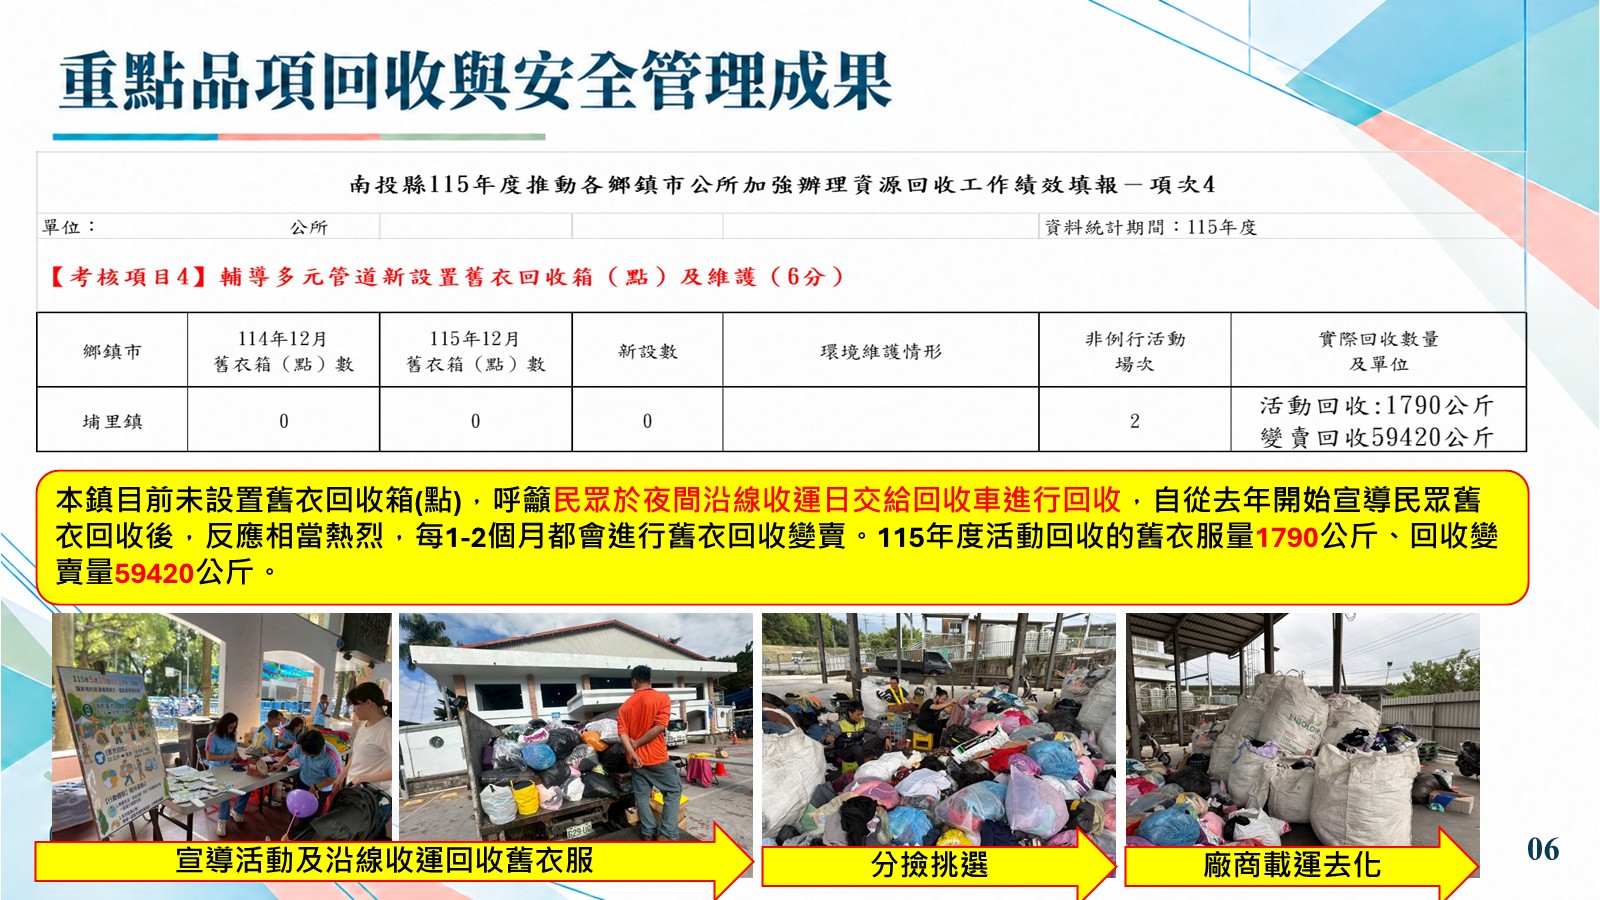 重點品項回收與安全管理成果
南投縣115年度推動各鄉鎮市公所加強辦理資源回收工作績效填報－項次4
單位： 公所 資料統計期間：115年度
【考核項目4】輔導多元管道新設置舊衣回收箱（點）及維護（6分）
鄉鎮市 114年12月 舊衣箱（點）數 115年12月 舊衣箱（點）數 新設數 環境維護情形 非例行活動 場次 實際回收數量 及單位
埔里鎮 0 0 0 2 活動回收:1790公斤
變賣回收59420公斤
本鎮目前未設置舊衣回收箱(點)，呼籲民眾於夜間沿線收運日交給回收車進行回收，自從去年開始宣導民眾舊
衣回收後，反應相當熱烈，每1-2個月都會進行舊衣回收變賣。115年度活動回收的舊衣服量1790公斤、回收變
賣量59420公斤。
宣導活動及沿線收運回收舊衣服
分撿挑選
廠商載運去化
06